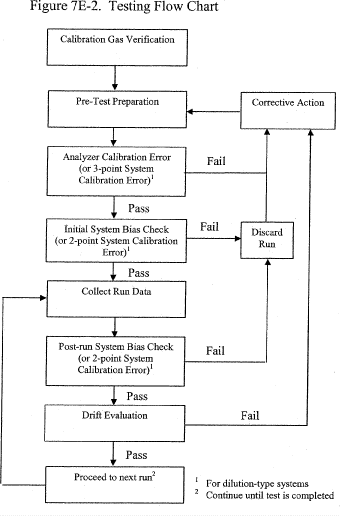 Figure 7E-2. Testing Flow Chart
Calibration Gas Verification
Pre-Test Preparation
Corrective Action
Analyzer Calibration Error
(or 3-point System
Calibration Error)¹
Fail
Pass
Initial System Bias Check
(or 2-point System Calibration
Error)¹
Fail
Discard
Run
Pass
Collect Run Data
Post-run System Bias Check
(or 2-point System
Calibration Error)¹
Fail
Pass
Drift Evaluation
Fail
Pass
Proceed to next run²
¹ For dilution-type systems
² Continue until test is completed